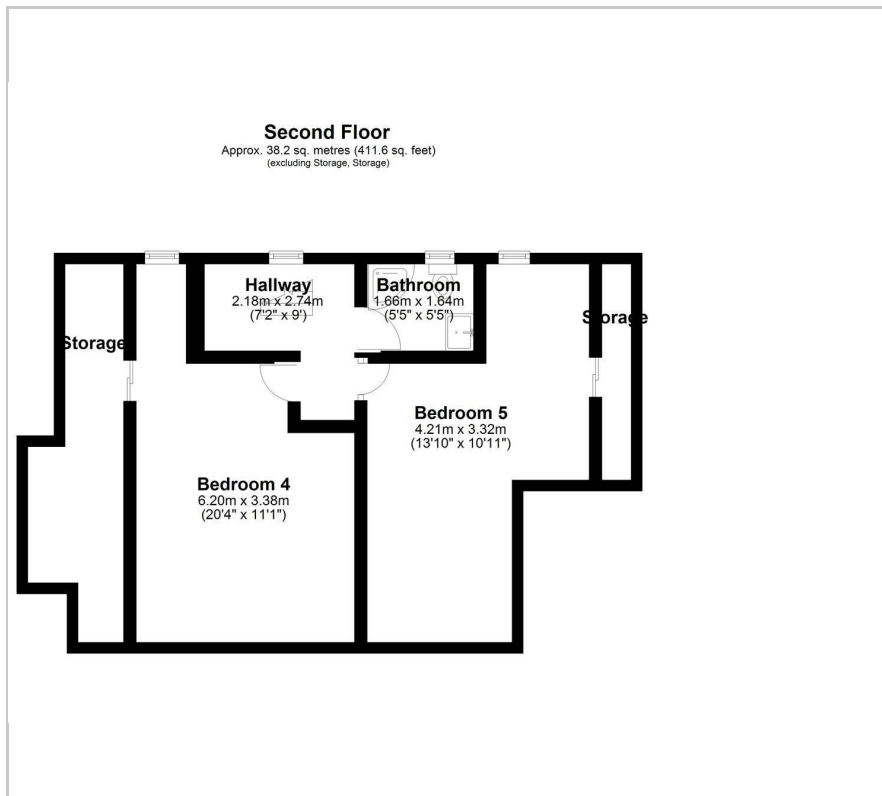 Second Floor
Approx. 38.2 sq. metres (411.6 sq. feet)
(excluding Storage, Storage)
Hallway
2.18m x 2.74m
(7'2" x 9')
Bathroom
1.66m x 1.64m
(5'5" x 5'5")
Storage
Storage
Bedroom 5
4.21m x 3.32m
(13'10" x 10'11")
Bedroom 4
6.20m x 3.38m
(20'4" x 11'1")